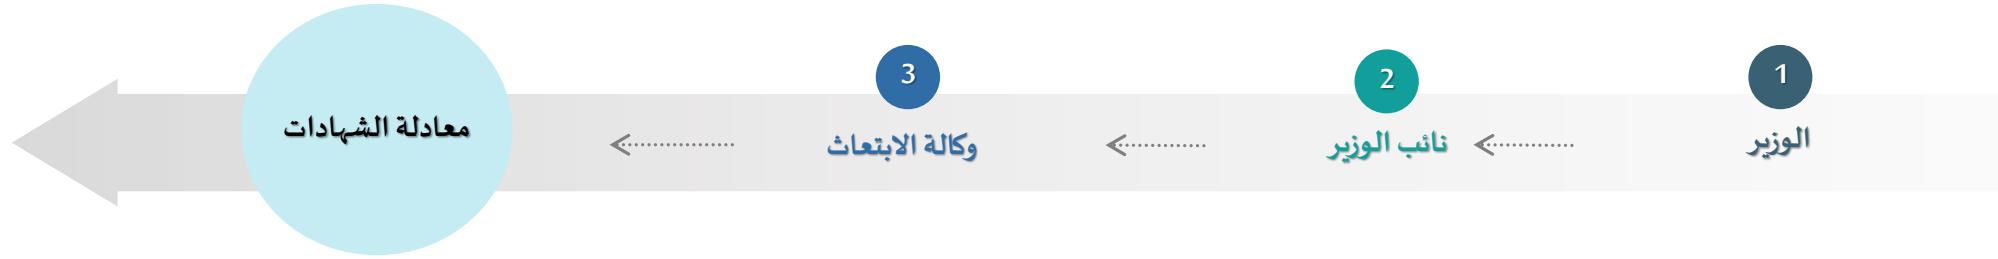 1
الوزير
2
نائب الوزير
3
وكالة الابتعاث
معادلة الشهادات